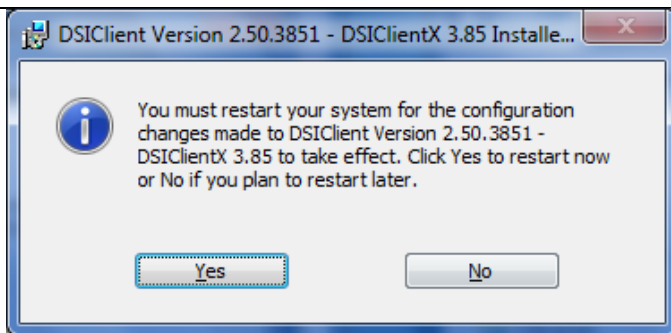 DSIClient Version 2.50.3851 - DSIClientX 3.85 Installe...
You must restart your system for the configuration
changes made to DSIClient Version 2.50.3851 -
DSIClientX 3.85 to take effect. Click Yes to restart now
or No if you plan to restart later.
Yes No